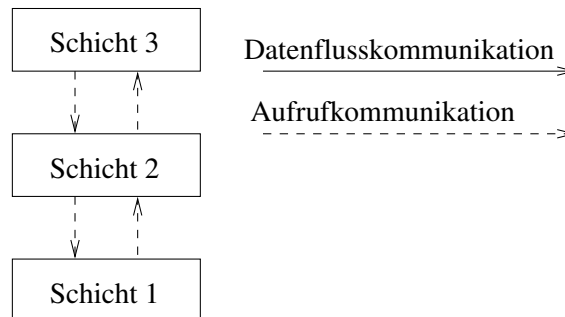 Schicht 3
Datenflusskommunikation
Aufrufkommunikation
Schicht 2
Schicht 1